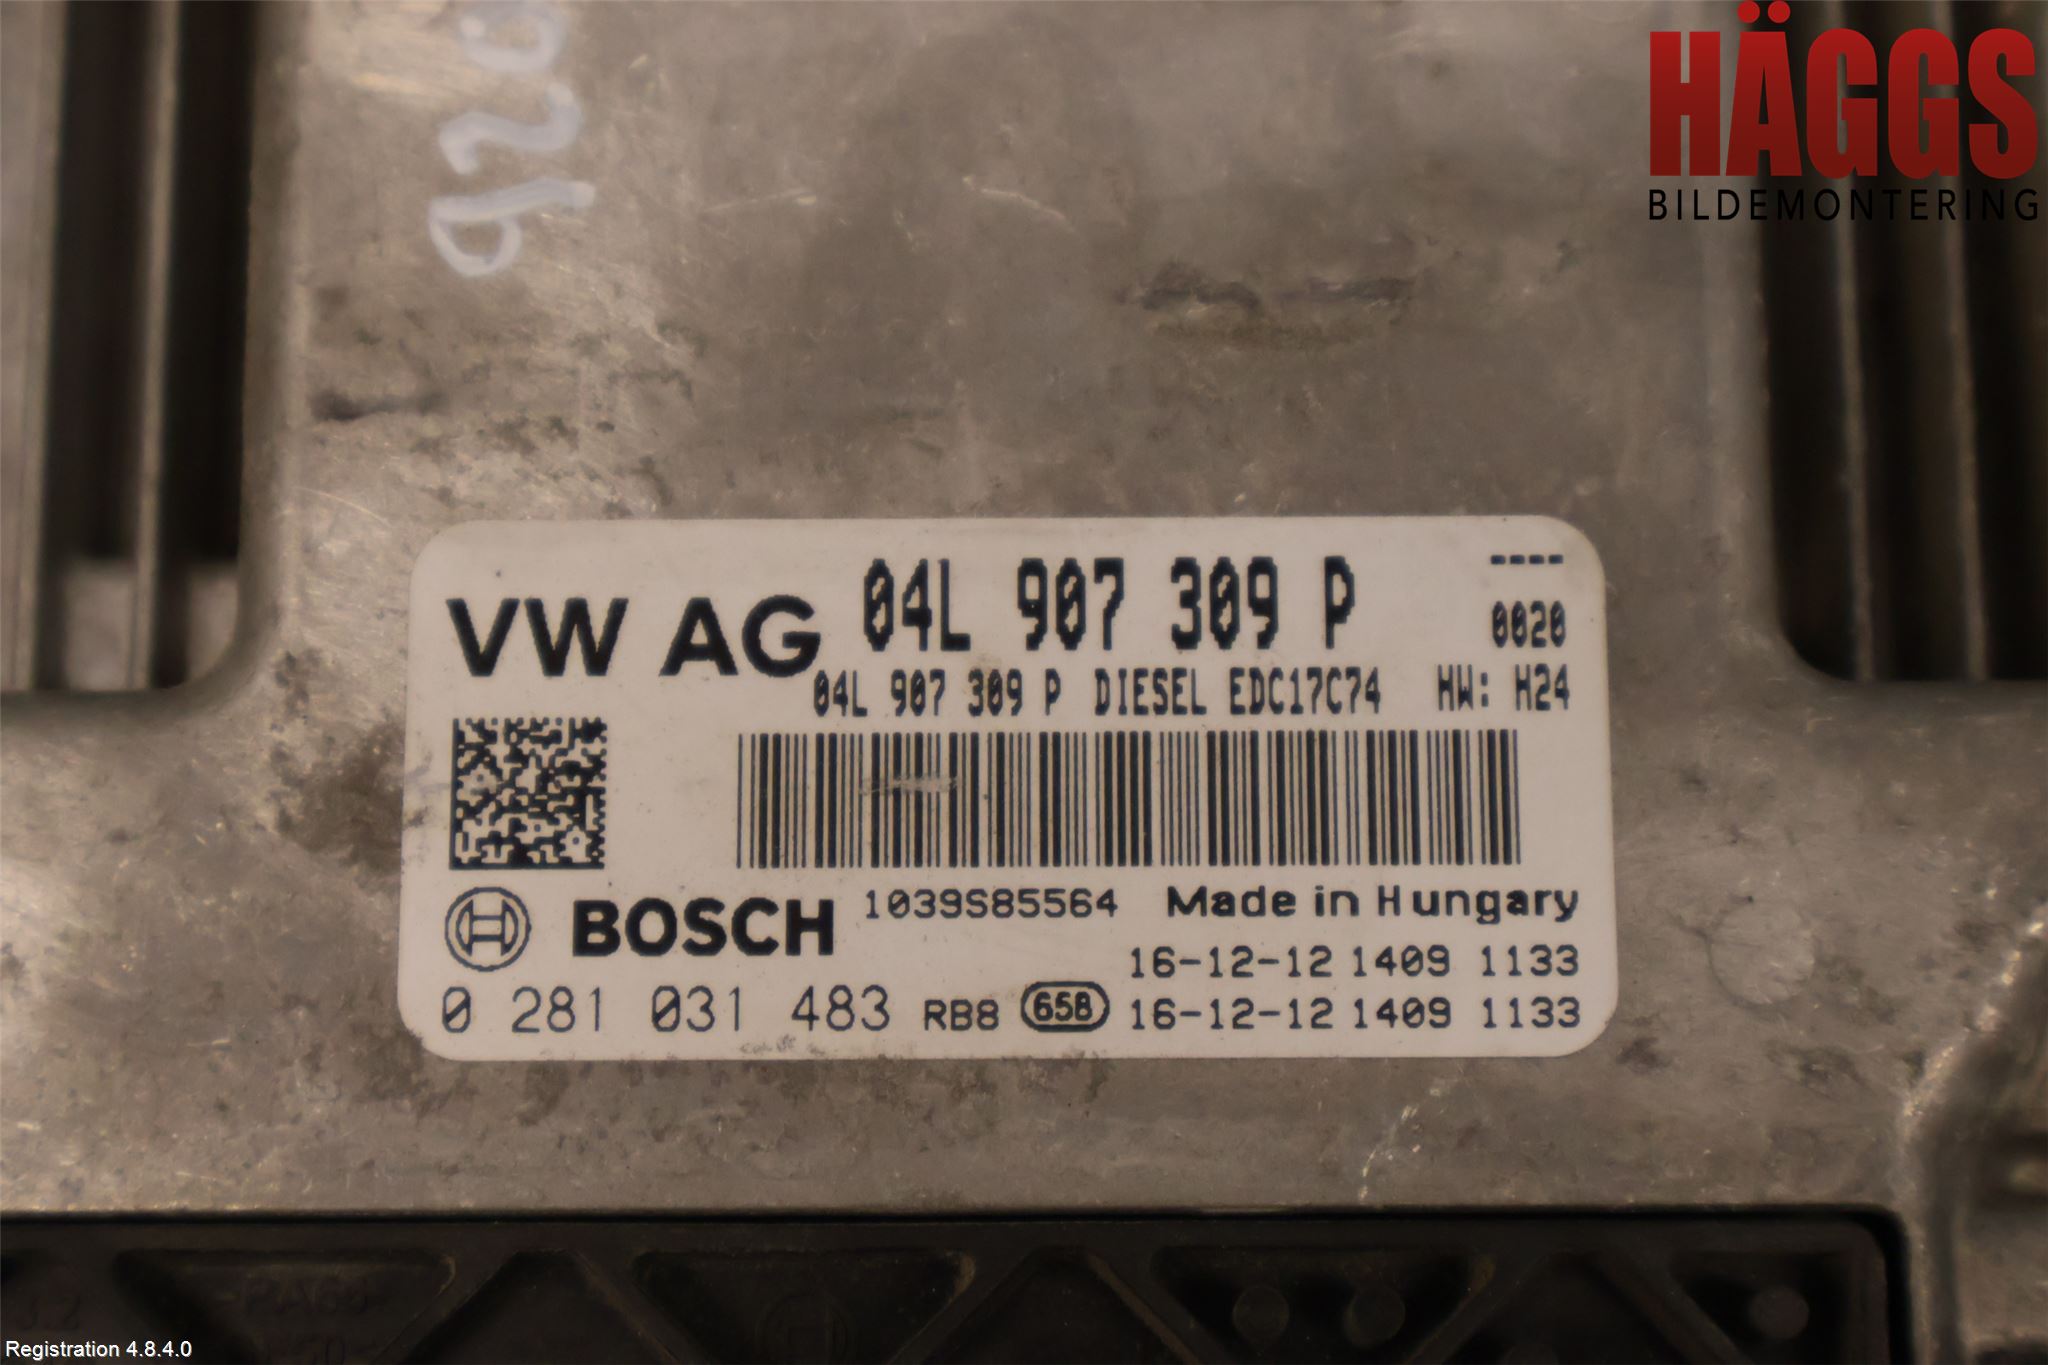 HÄGGS
BILDEMONTERING
VW AG
04L 907 309 P
----
0020
04L 907 309 P DIESEL EDC17C74 HW: H24
BOSCH
1039S85564 Made in Hungary
16-12-12 1409 1133
0 281 031 483 RB8 65B 16-12-12 1409 1133
Registration 4.8.4.0